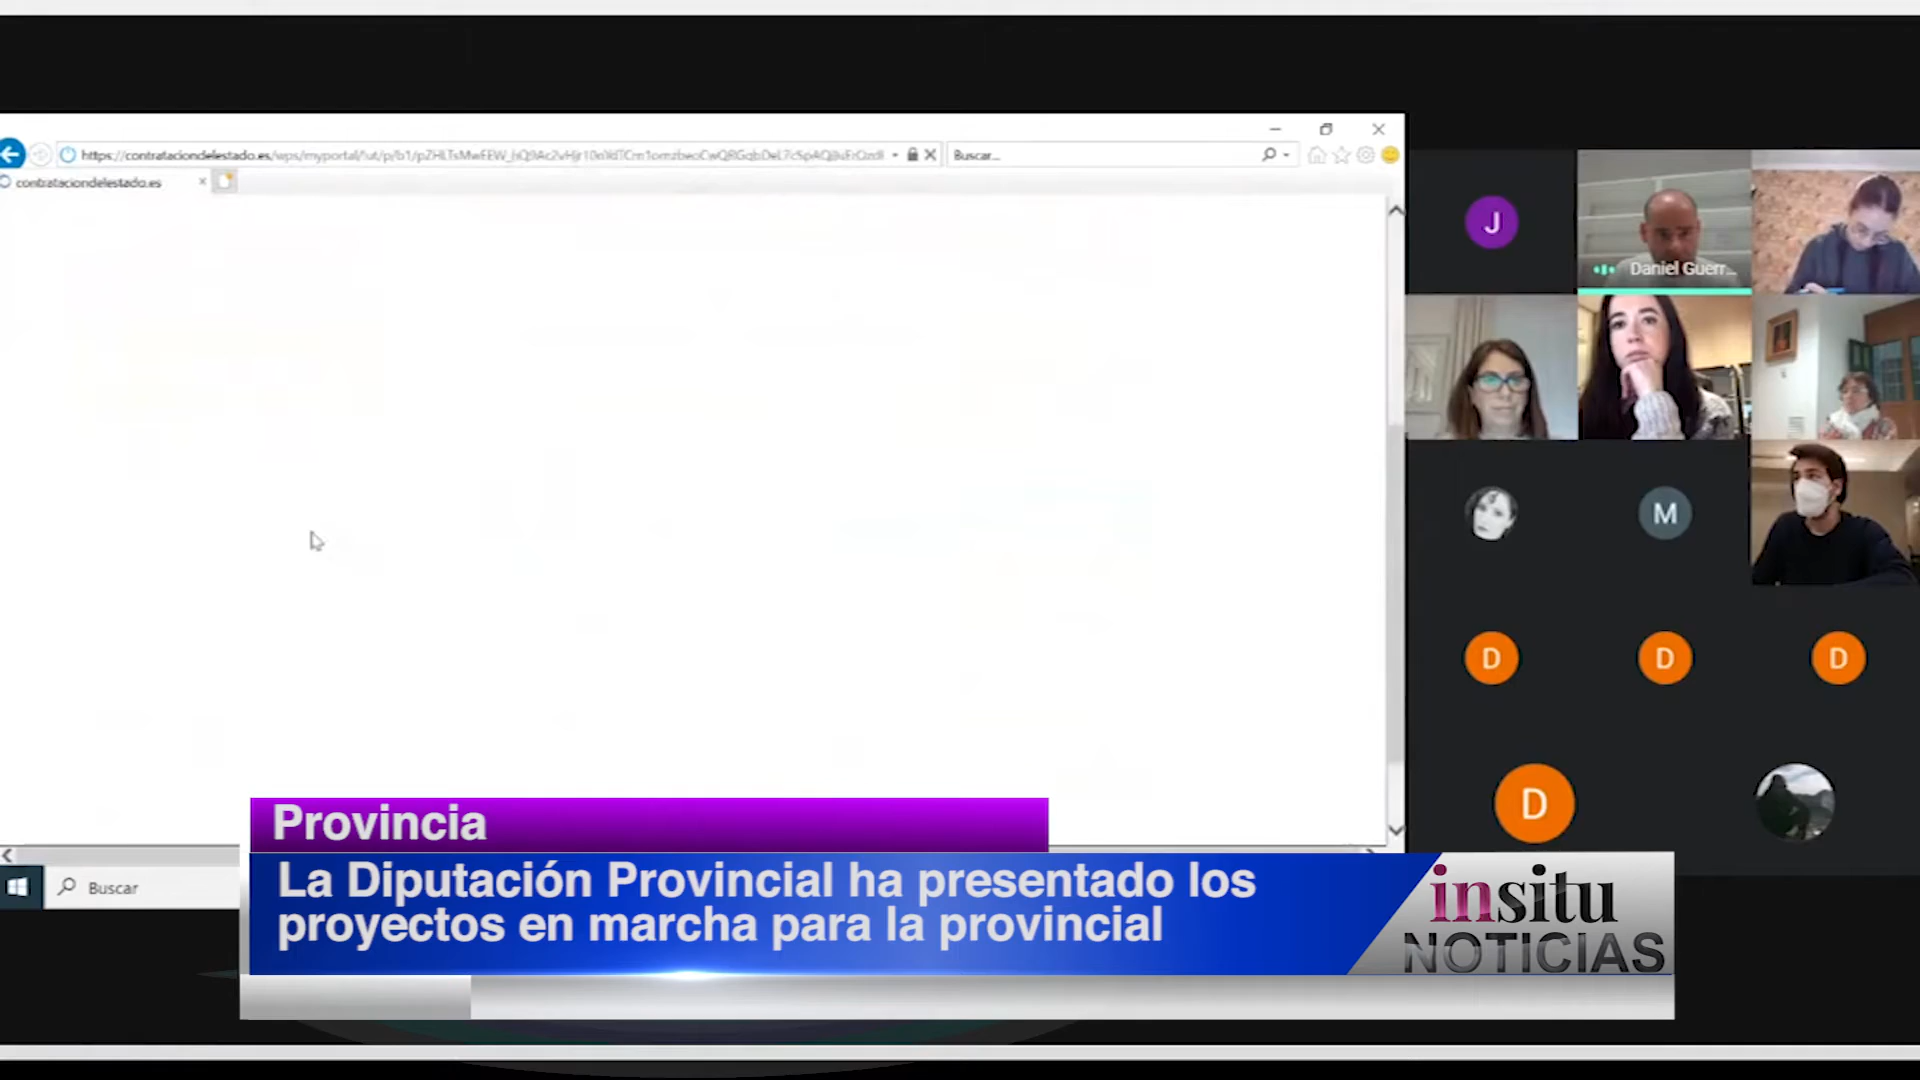 Buscar...
contrataciondelestado.es
J
Daniel Guerr...
M
D
D
D
D
Provincia
La Diputación Provincial ha presentado los
proyectos en marcha para la provincial
insitu
NOTICIAS
Buscar